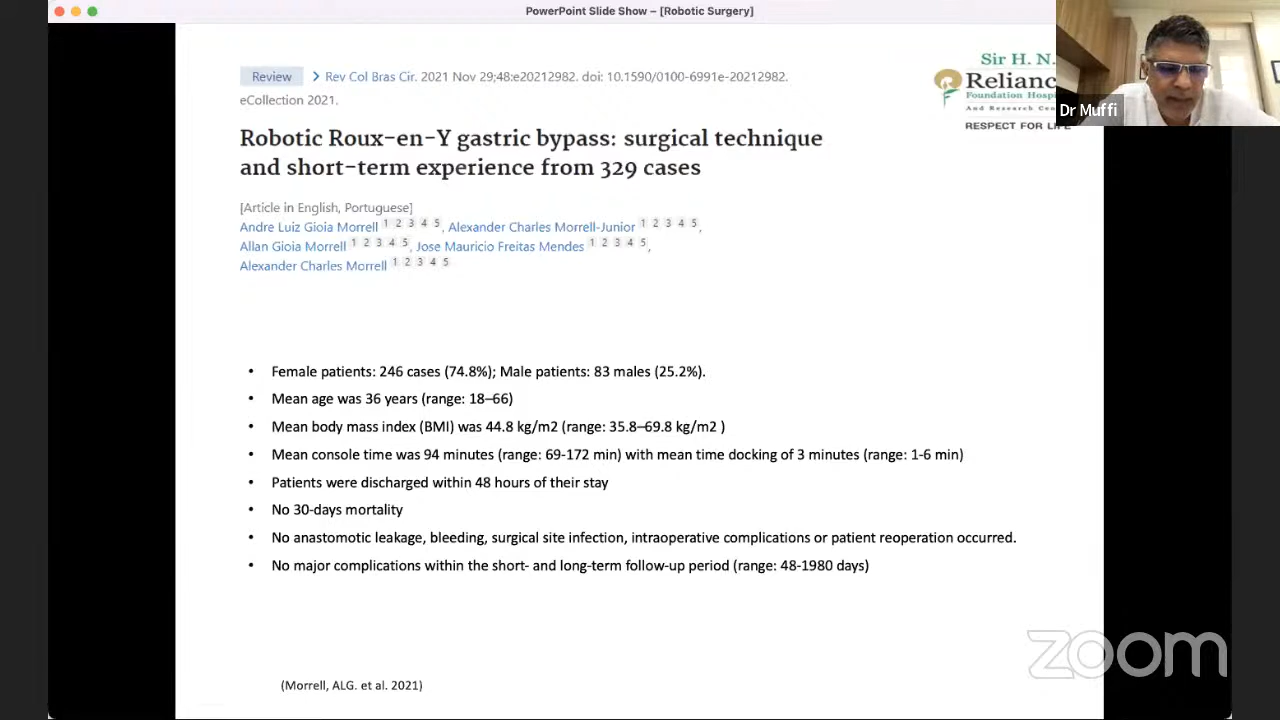 PowerPoint Slide Show – [Robotic Surgery]
Review > Rev Col Bras Cir. 2021 Nov 29;48:e20212982. doi: 10.1590/0100-6991e-20212982.
eCollection 2021.
Sir H. N.
Relianc
Foundation Hosp
And Research Cen
RESPECT FOR LIFE
Dr Muffi
Robotic Roux-en-Y gastric bypass: surgical technique
and short-term experience from 329 cases
[Article in English, Portuguese]
Andre Luiz Gioia Morrell 1 2 3 4 5, Alexander Charles Morrell-Junior 1 2 3 4 5,
Allan Gioia Morrell 1 2 3 4 5, Jose Mauricio Freitas Mendes 1 2 3 4 5,
Alexander Charles Morrell 1 2 3 4 5
• Female patients: 246 cases (74.8%); Male patients: 83 males (25.2%).
• Mean age was 36 years (range: 18–66)
• Mean body mass index (BMI) was 44.8 kg/m2 (range: 35.8–69.8 kg/m2 )
• Mean console time was 94 minutes (range: 69-172 min) with mean time docking of 3 minutes (range: 1-6 min)
• Patients were discharged within 48 hours of their stay
• No 30-days mortality
• No anastomotic leakage, bleeding, surgical site infection, intraoperative complications or patient reoperation occurred.
• No major complications within the short- and long-term follow-up period (range: 48-1980 days)
(Morrell, ALG. et al. 2021)
zoom